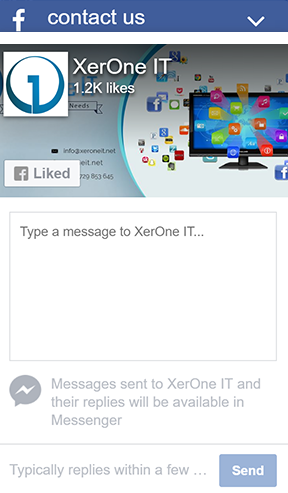 contact us
XerOne IT
1.2K likes
Needs
info@xeroneit.net
eit.net
729 853 645
Liked
Type a message to XerOne IT...
Messages sent to XerOne IT and
their replies will be available in
Messenger
Typically replies within a few ...
Send